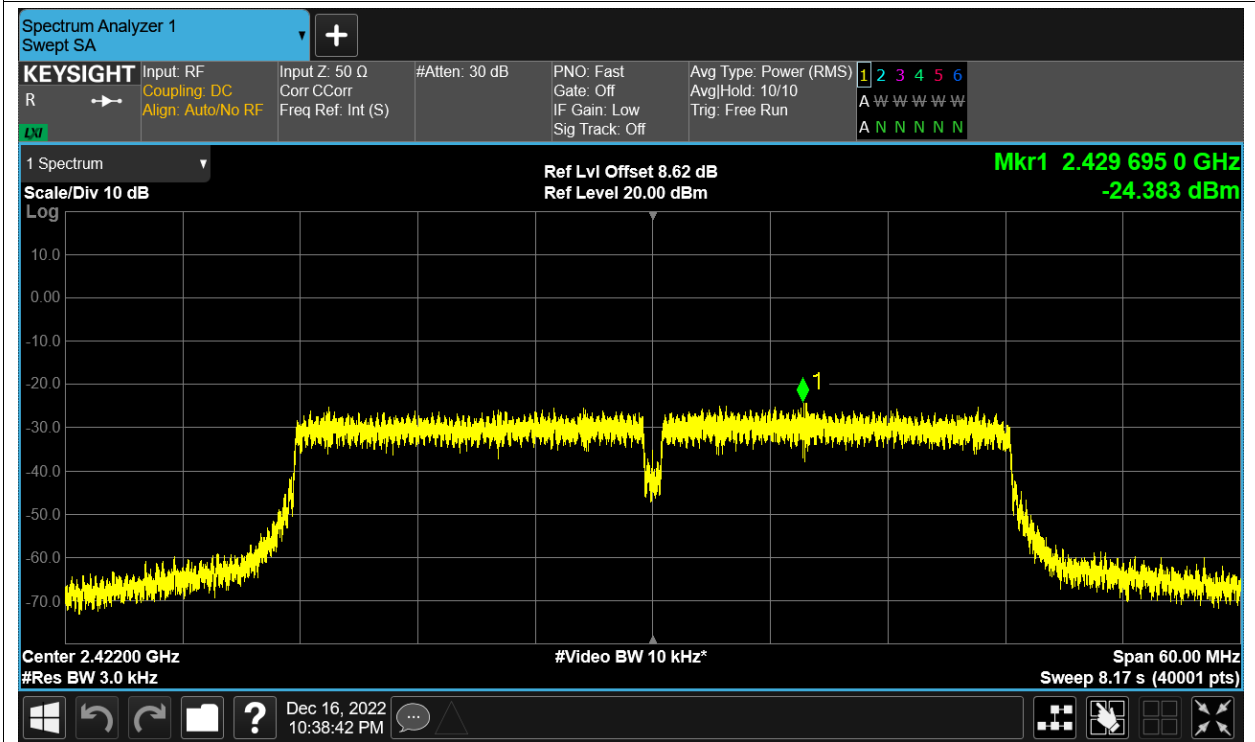 Spectrum Analyzer 1
Swept SA
+
KEYSIGHT
R
LXI
Input: RF
Coupling: DC
Align: Auto/No RF
Input Z: 50 Ω
Corr CCorr
Freq Ref: Int (S)
#Atten: 30 dB
PNO: Fast
Gate: Off
IF Gain: Low
Sig Track: Off
Avg Type: Power (RMS)
Avg|Hold: 10/10
Trig: Free Run
1 2 3 4 5 6
A W W W W W
A N N N N N
1 Spectrum
Scale/Div 10 dB
Log
Ref Lvl Offset 8.62 dB
Ref Level 20.00 dBm
Mkr1 2.429 695 0 GHz
-24.383 dBm
10.0
0.00
-10.0
-20.0
-30.0
-40.0
-50.0
-60.0
-70.0
1
Center 2.42200 GHz
#Res BW 3.0 kHz
#Video BW 10 kHz*
Span 60.00 MHz
Sweep 8.17 s (40001 pts)
?
Dec 16, 2022
10:38:42 PM